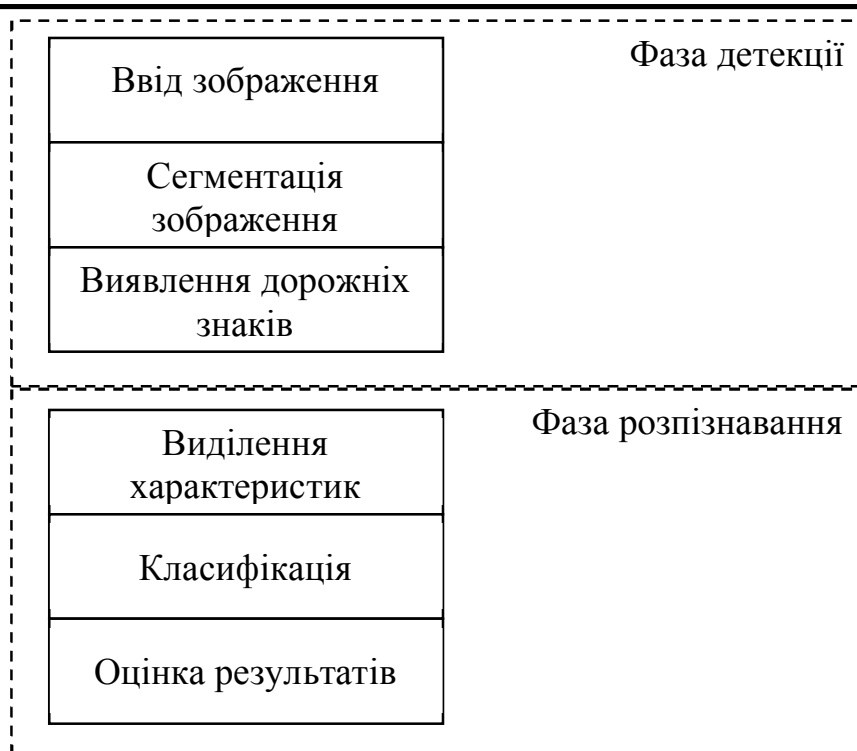 Фаза детекції
Ввід зображення
Сегментація
зображення
Виявлення дорожніх
знаків
Фаза розпізнавання
Виділення
характеристик
Класифікація
Оцінка результатів